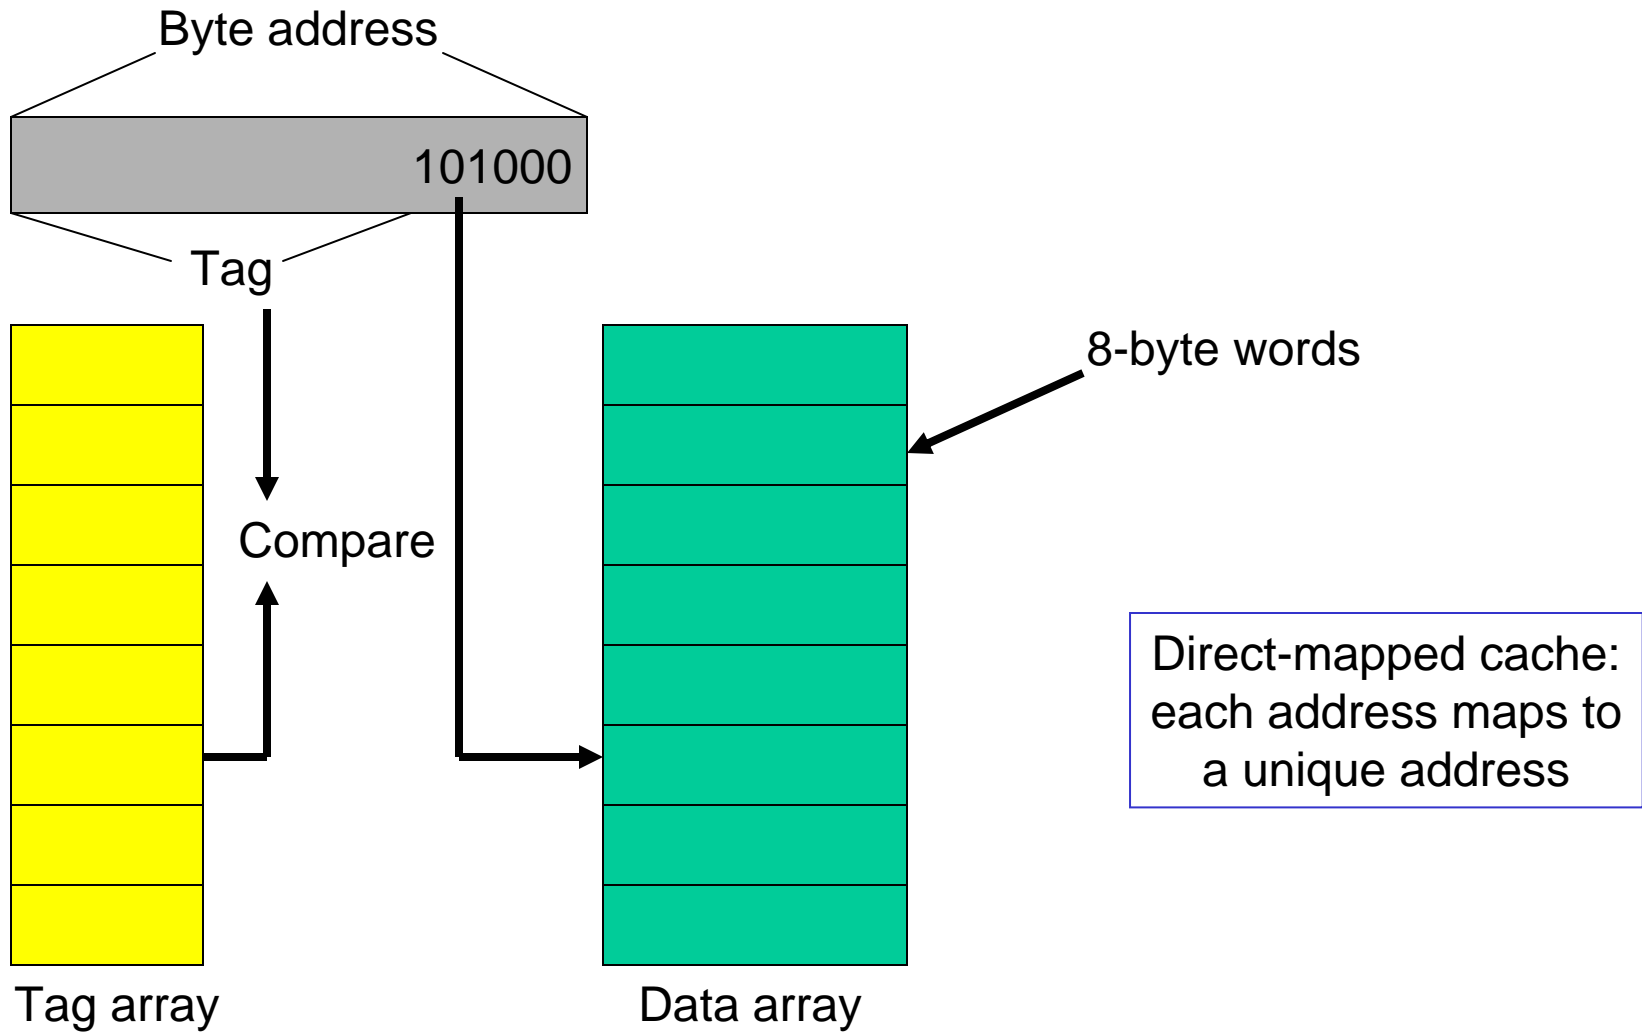 Byte address
101000
Tag
8-byte words
Compare
Direct-mapped cache:
each address maps to
a unique address
Tag array
Data array